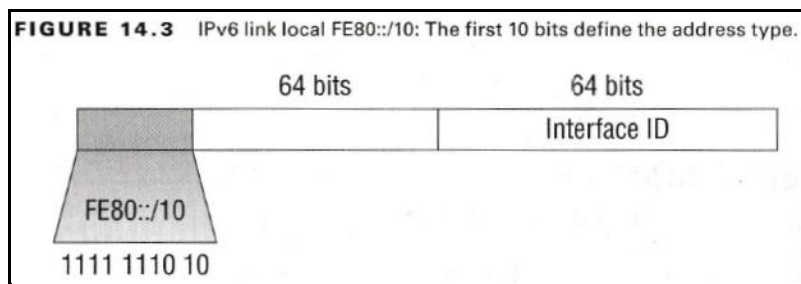 FIGURE 14.3 IPv6 link local FE80::/10: The first 10 bits define the address type.
64 bits 64 bits
Interface ID
FE80::/10
1111 1110 10